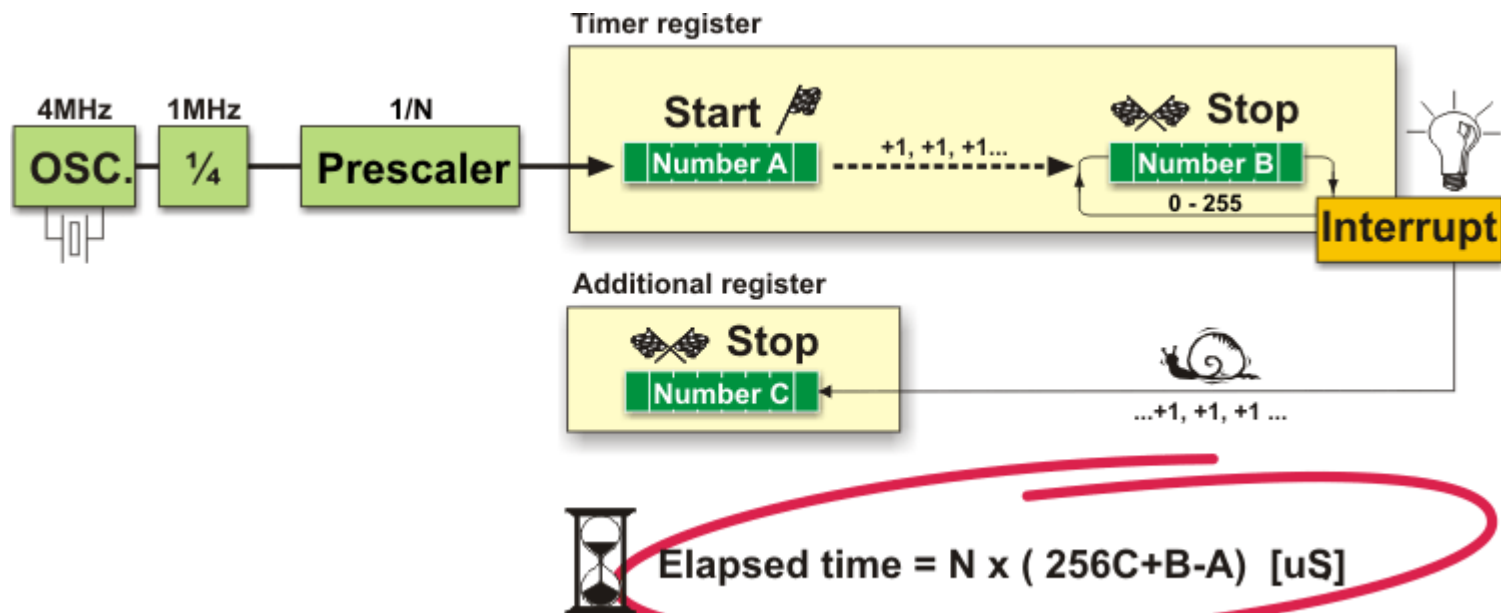 Timer register
4MHz 1MHz 1/N
OSC. ¼ Prescaler
Start Stop
Number A +1, +1, +1... Number B
0 - 255
Interrupt
Additional register
Stop
Number C
...+1, +1, +1 ...
Elapsed time = N x ( 256C+B-A) [uS]